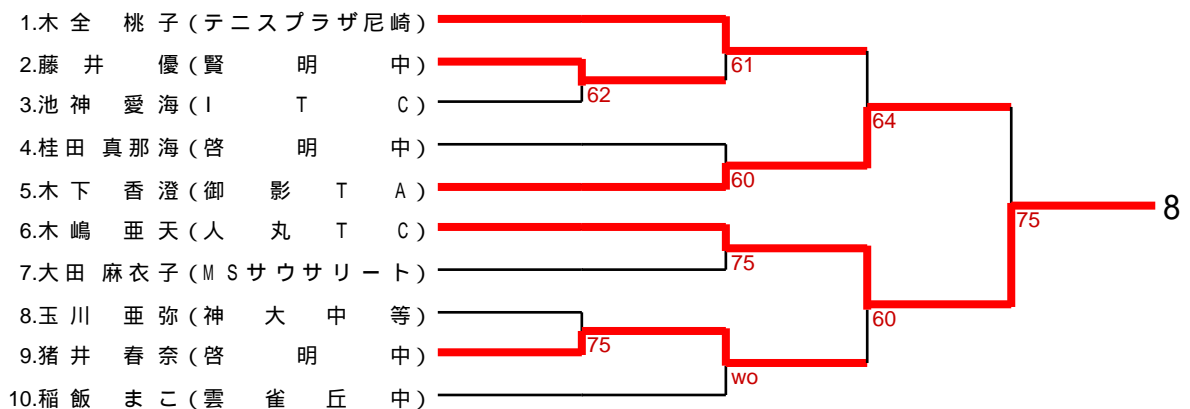 1.木全 桃子(テニスプラザ尼崎)
2.藤井 優(賢明中)
3.池神 愛海(ITC)
4.桂田 真那海(啓明中)
5.木下 香澄(御影TA)
6.木嶋 亜天(人丸TC)
7.大田 麻衣子(MSサウサリート)
8.玉川 亜弥(神大中等)
9.猪井 春奈(啓明中)
10.稲飯 まこ(雲雀丘中)
62
75
61
60
75
wo
64
60
75
8